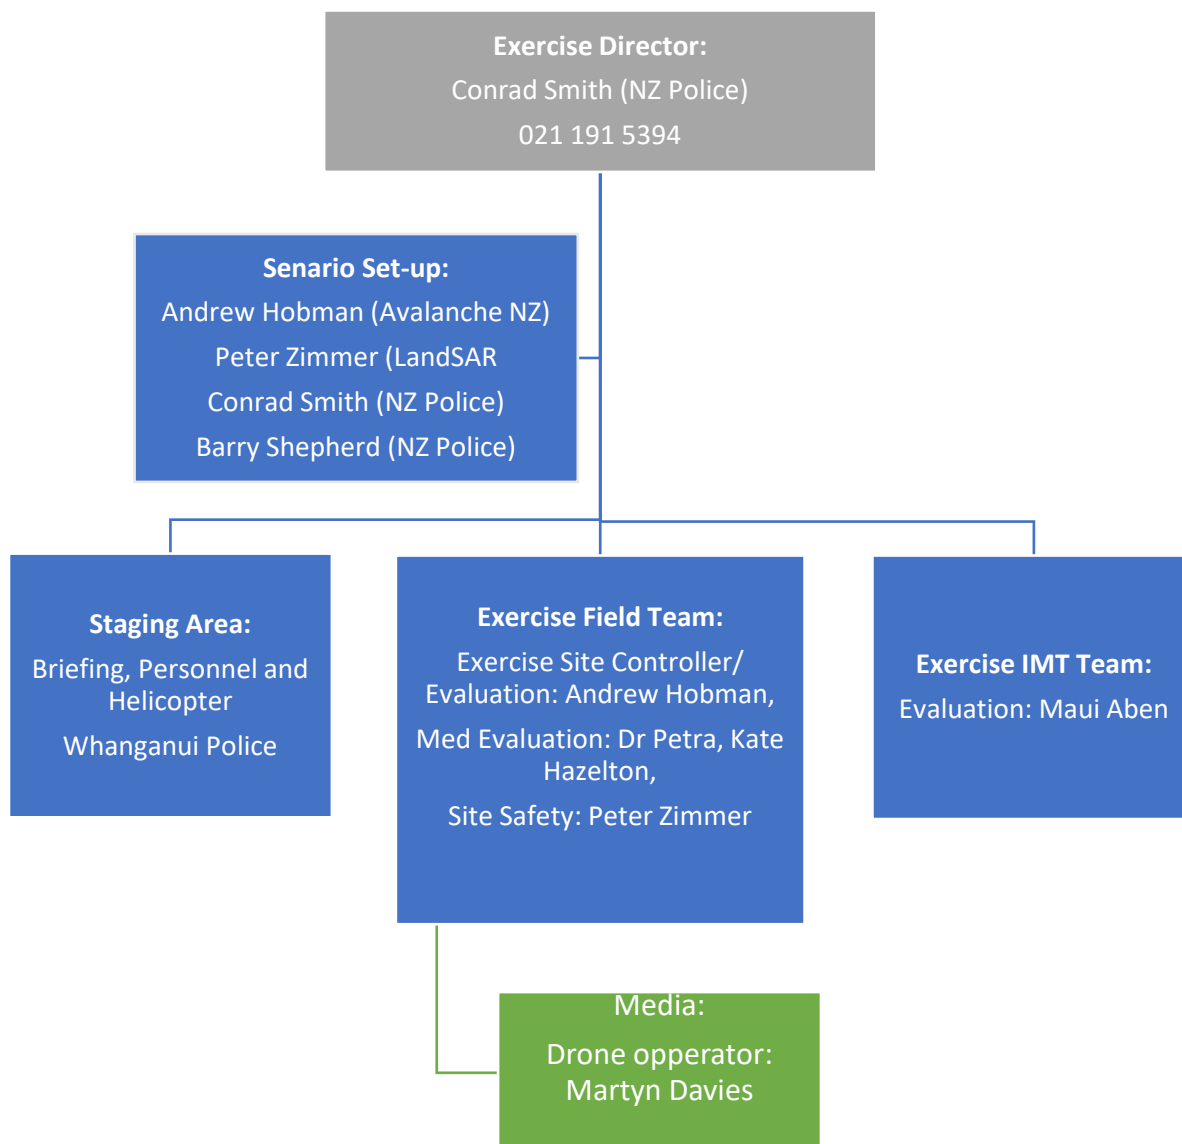 Exercise Director:
Conrad Smith (NZ Police)
021 191 5394
Senario Set-up:
Andrew Hobman (Avalanche NZ)
Peter Zimmer (LandSAR
Conrad Smith (NZ Police)
Barry Shepherd (NZ Police)
Staging Area:
Briefing, Personnel and
Helicopter
Whanganui Police
Exercise Field Team:
Exercise Site Controller/
Evaluation: Andrew Hobman,
Med Evaluation: Dr Petra, Kate
Hazelton,
Site Safety: Peter Zimmer
Exercise IMT Team:
Evaluation: Maui Aben
Media:
Drone opperator:
Martyn Davies